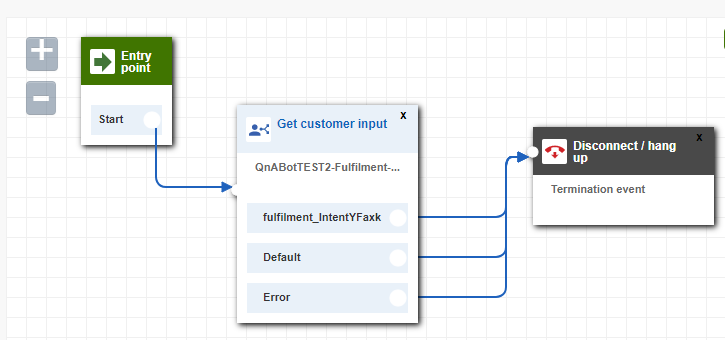 Entry
point
Start
Get customer input
x
QnABotTEST2-Fulfilment-...
fulfilment_IntentYFaxk
Default
Error
Disconnect / hang
up
x
Termination event